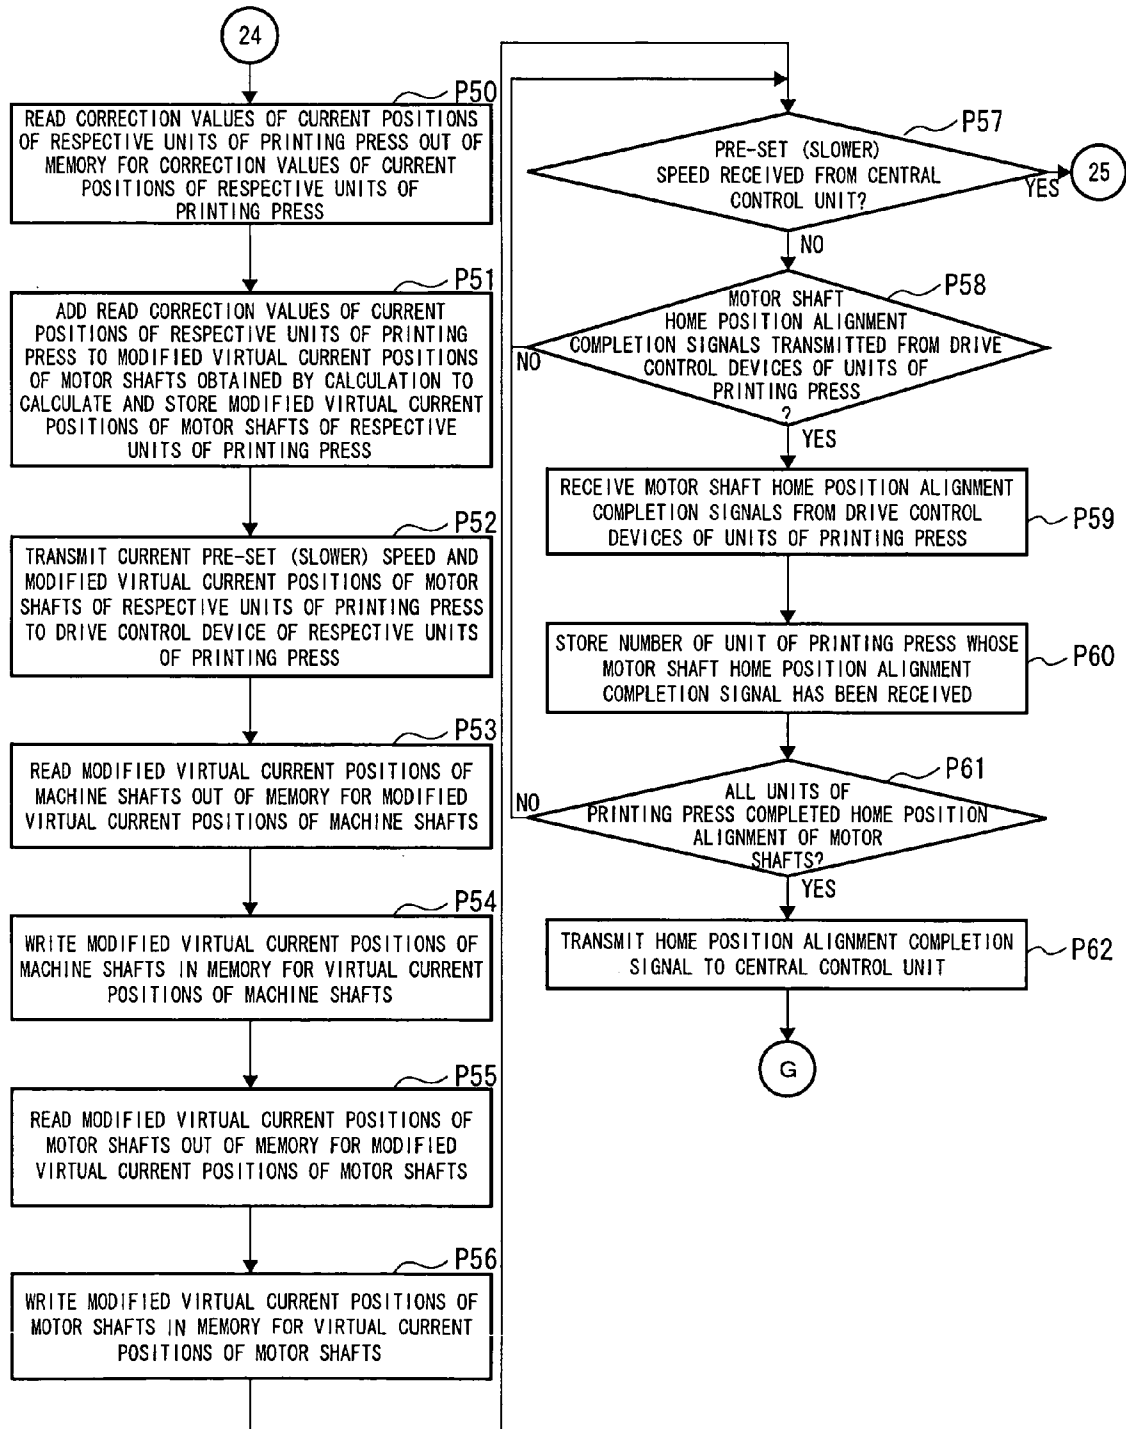 24
P50
READ CORRECTION VALUES OF CURRENT POSITIONS
OF RESPECTIVE UNITS OF PRINTING PRESS OUT OF
MEMORY FOR CORRECTION VALUES OF CURRENT
POSITIONS OF RESPECTIVE UNITS OF
PRINTING PRESS
P51
ADD READ CORRECTION VALUES OF CURRENT
POSITIONS OF RESPECTIVE UNITS OF PRINTING
PRESS TO MODIFIED VIRTUAL CURRENT POSITIONS
OF MOTOR SHAFTS OBTAINED BY CALCULATION TO
CALCULATE AND STORE MODIFIED VIRTUAL CURRENT
POSITIONS OF MOTOR SHAFTS OF RESPECTIVE
UNITS OF PRINTING PRESS
P52
TRANSMIT CURRENT PRE-SET (SLOWER) SPEED AND
MODIFIED VIRTUAL CURRENT POSITIONS OF MOTOR
SHAFTS OF RESPECTIVE UNITS OF PRINTING PRESS
TO DRIVE CONTROL DEVICE OF RESPECTIVE UNITS
OF PRINTING PRESS
P53
READ MODIFIED VIRTUAL CURRENT POSITIONS OF
MACHINE SHAFTS OUT OF MEMORY FOR MODIFIED
VIRTUAL CURRENT POSITIONS OF MACHINE SHAFTS
P54
WRITE MODIFIED VIRTUAL CURRENT POSITIONS OF
MACHINE SHAFTS IN MEMORY FOR VIRTUAL CURRENT
POSITIONS OF MACHINE SHAFTS
P55
READ MODIFIED VIRTUAL CURRENT POSITIONS OF
MOTOR SHAFTS OUT OF MEMORY FOR MODIFIED
VIRTUAL CURRENT POSITIONS OF MOTOR SHAFTS
P56
WRITE MODIFIED VIRTUAL CURRENT POSITIONS OF
MOTOR SHAFTS IN MEMORY FOR VIRTUAL CURRENT
POSITIONS OF MOTOR SHAFTS
P57
PRE-SET (SLOWER)
SPEED RECEIVED FROM CENTRAL
CONTROL UNIT?
YES
25
NO
P58
MOTOR SHAFT
HOME POSITION ALIGNMENT
COMPLETION SIGNALS TRANSMITTED FROM DRIVE
CONTROL DEVICES OF UNITS OF
PRINTING PRESS
?
NO
YES
RECEIVE MOTOR SHAFT HOME POSITION ALIGNMENT
COMPLETION SIGNALS FROM DRIVE CONTROL
DEVICES OF UNITS OF PRINTING PRESS
P59
STORE NUMBER OF UNIT OF PRINTING PRESS WHOSE
MOTOR SHAFT HOME POSITION ALIGNMENT
COMPLETION SIGNAL HAS BEEN RECEIVED
P60
P61
ALL UNITS OF
PRINTING PRESS COMPLETED HOME POSITION
ALIGNMENT OF MOTOR
SHAFTS?
NO
YES
TRANSMIT HOME POSITION ALIGNMENT COMPLETION
SIGNAL TO CENTRAL CONTROL UNIT
P62
G